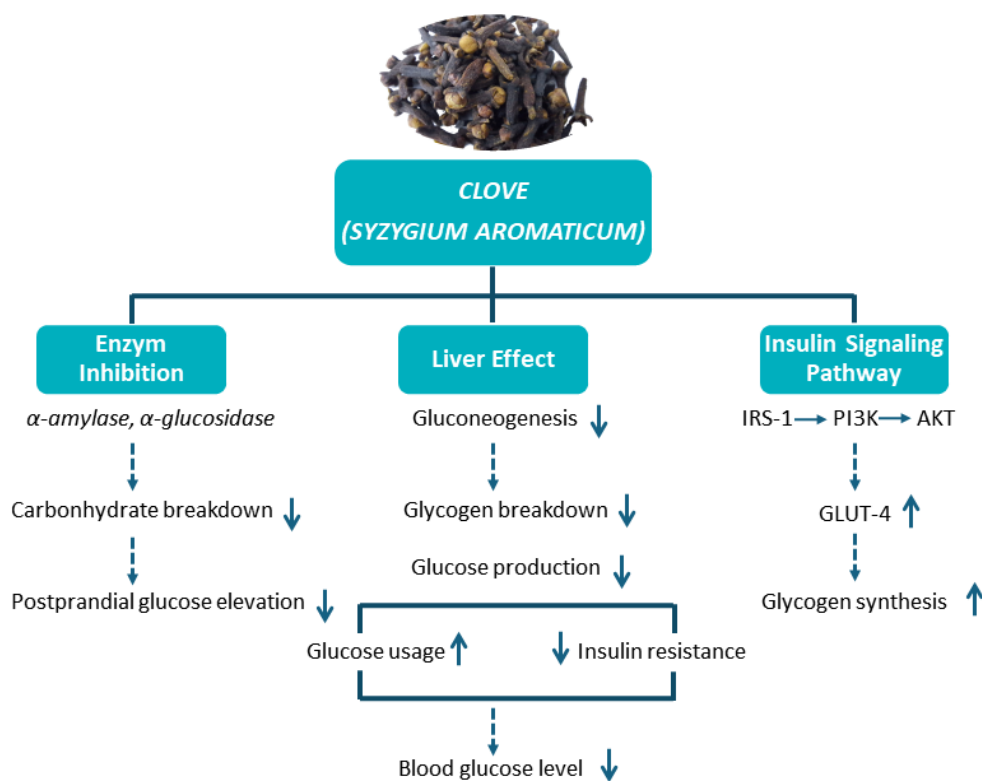 CLOVE
(SYZYGIUM AROMATICUM)
Enzym
Inhibition
α-amylase, α-glucosidase
Carbonhydrate breakdown
Postprandial glucose elevation
Liver Effect
Gluconeogenesis
Glycogen breakdown
Glucose production
Glucose usage
Insulin resistance
Blood glucose level
Insulin Signaling
Pathway
IRS-1 PI3K AKT
GLUT-4
Glycogen synthesis